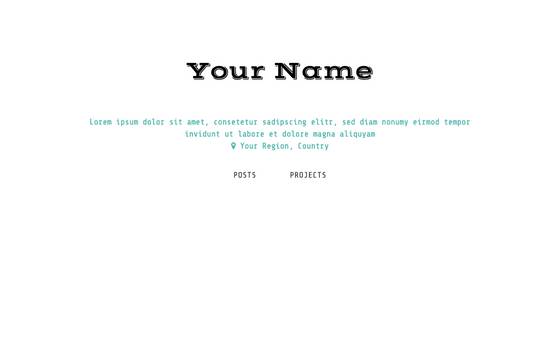 Your Name
Lorem ipsum dolor sit amet, consetetur sadipscing elitr, sed diam nonumy eirmod tempor
invidunt ut labore et dolore magna aliquyam
Your Region, Country
POSTS PROJECTS